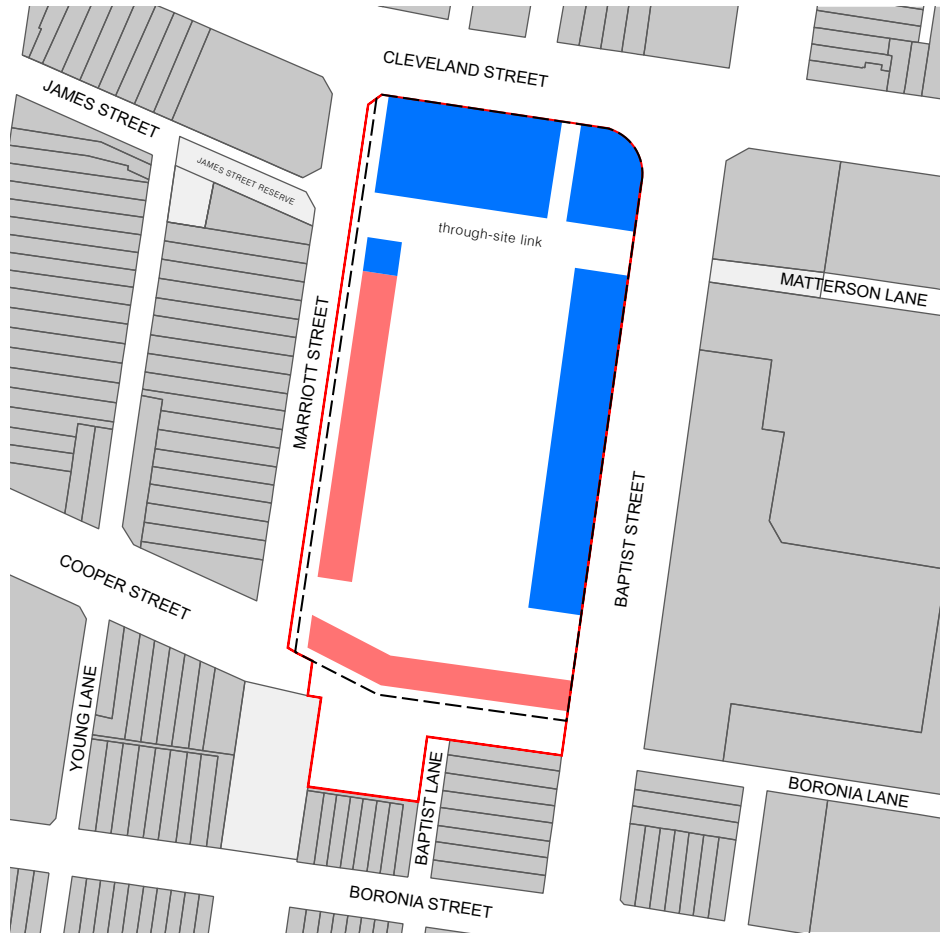 CLEVELAND STREET
JAMES STREET
JAMES STREET RESERVE
through-site link
MATTERSON LANE
MARRIOTT STREET
BAPTIST STREET
COOPER STREET
YOUNG LANE
BAPTIST LANE
BORONIA LANE
BORONIA STREET